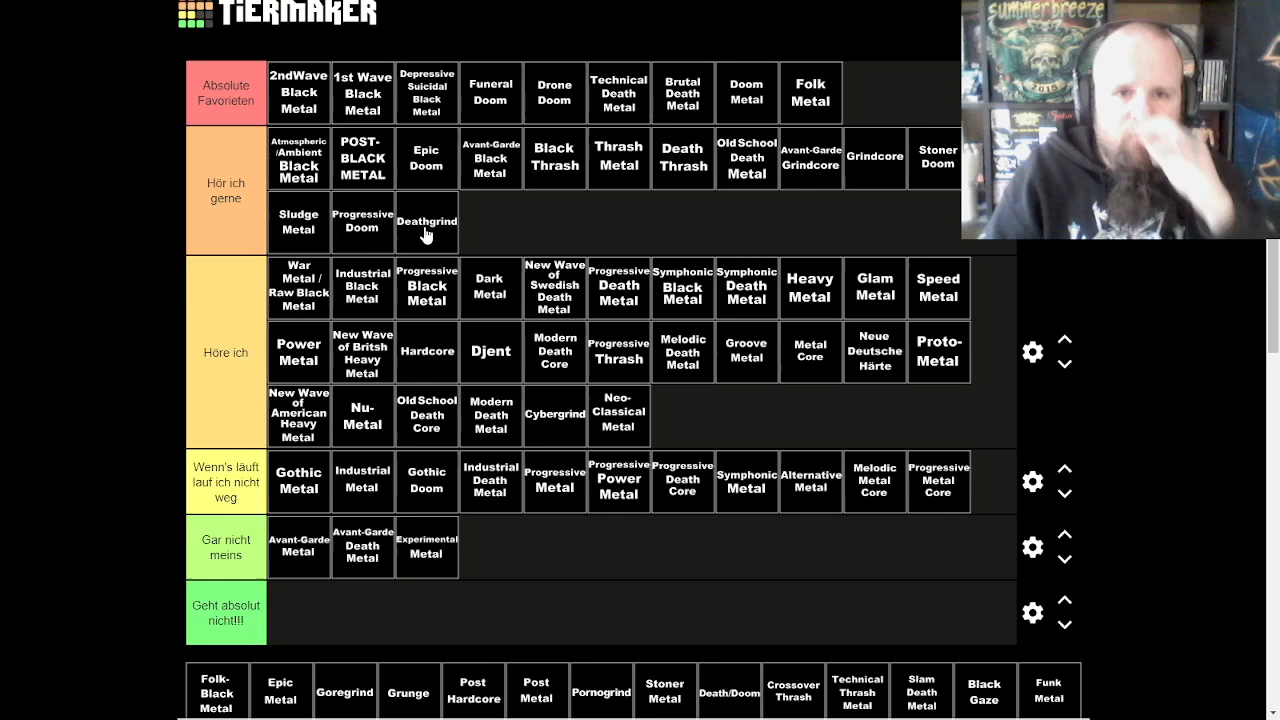 TiERMAKER
summerbreeze
2015
Absolute
Favorieten
2ndWave
Black
Metal
1st Wave
Black
Metal
Depressive
Suicidal
Black
Metal
Funeral
Doom
Drone
Doom
Technical
Death
Metal
Brutal
Death
Metal
Doom
Metal
Folk
Metal
Hör ich
gerne
Atmospheric
/Ambient
Black
Metal
POST-
BLACK
METAL
Epic
Doom
Avant-Garde
Black
Metal
Black
Thrash
Thrash
Metal
Death
Thrash
Old School
Death
Metal
Avant-Garde
Grindcore
Grindcore
Stoner
Doom
Sludge
Metal
Progressive
Doom
Deathgrind
Höre ich
War
Metal /
Raw Black
Metal
Industrial
Black
Metal
Progressive
Black
Metal
Dark
Metal
New Wave
of
Swedish
Death
Metal
Progressive
Death
Metal
Symphonic
Black
Metal
Symphonic
Death
Metal
Heavy
Metal
Glam
Metal
Speed
Metal
Power
Metal
New Wave
of Britsh
Heavy
Metal
Hardcore
Djent
Modern
Death
Core
Progressive
Thrash
Melodic
Death
Metal
Groove
Metal
Metal
Core
Neue
Deutsche
Härte
Proto-
Metal
New Wave
of
American
Heavy
Metal
Nu-
Metal
Old School
Death
Core
Modern
Death
Metal
Cybergrind
Neo-
Classical
Metal
Wenn's läuft
lauf ich nicht
weg
Gothic
Metal
Industrial
Metal
Gothic
Doom
Industrial
Death
Metal
Progressive
Metal
Progressive
Power
Metal
Progressive
Death
Core
Symphonic
Metal
Alternative
Metal
Melodic
Metal
Core
Progressive
Metal
Core
Gar nicht
meins
Avant-Garde
Metal
Avant-Garde
Death
Metal
Experimental
Metal
Geht absolut
nicht!!!
Folk-
Black
Metal
Epic
Metal
Goregrind
Grunge
Post
Hardcore
Post
Metal
Pornogrind
Stoner
Metal
Death/Doom
Crossover
Thrash
Technical
Thrash
Metal
Slam
Death
Metal
Black
Gaze
Funk
Metal